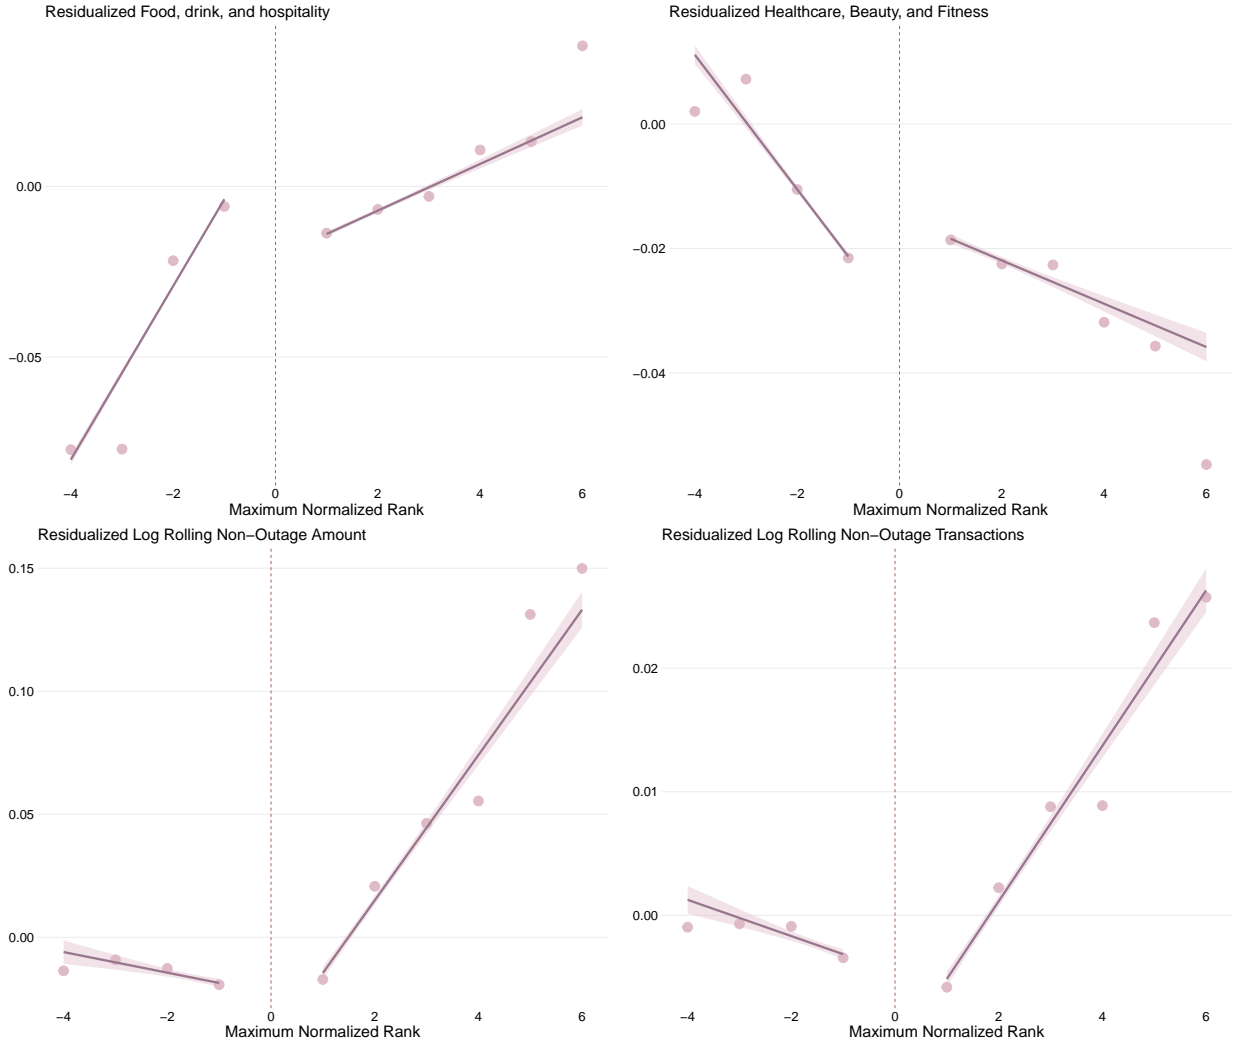 Residualized Food, drink, and hospitality
0.00
−0.05
−4 −2 0 2 4 6
Maximum Normalized Rank
Residualized Healthcare, Beauty, and Fitness
0.00
−0.02
−0.04
−4 −2 0 2 4 6
Maximum Normalized Rank
Residualized Log Rolling Non−Outage Amount
0.15
0.10
0.05
0.00
−4 −2 0 2 4 6
Maximum Normalized Rank
Residualized Log Rolling Non−Outage Transactions
0.02
0.01
0.00
−4 −2 0 2 4 6
Maximum Normalized Rank